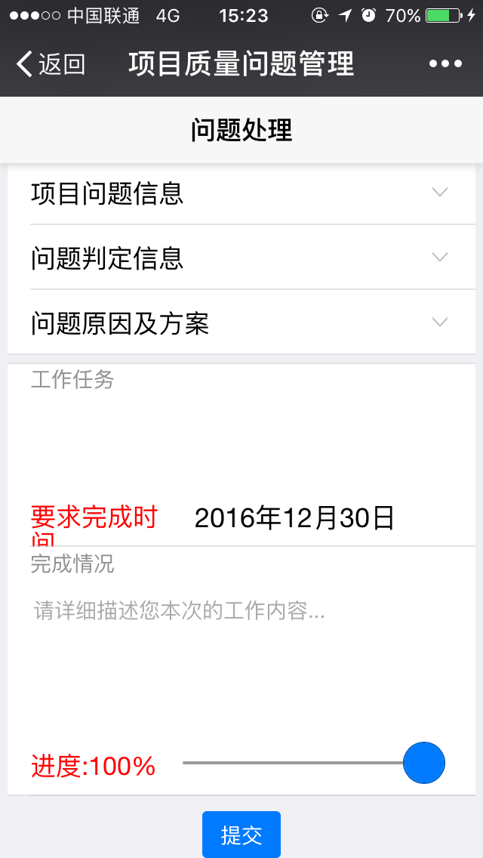 中国联通 4G 15:23 70%
返回 项目质量问题管理
问题处理
项目问题信息
问题判定信息
问题原因及方案
工作任务
要求完成时间 2016年12月30日
完成情况
请详细描述您本次的工作内容...
进度:100%
提交